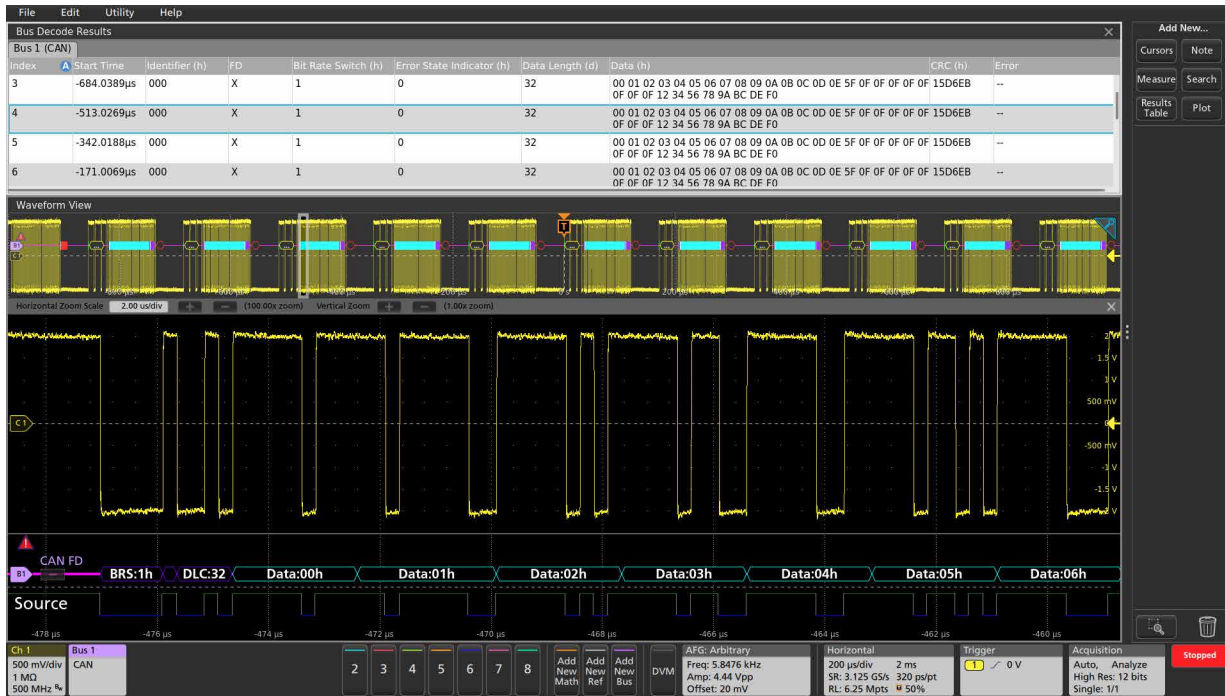 File Edit Utility Help
Bus Decode Results
Bus 1 (CAN)
Index Start Time Identifier (h) FD Bit Rate Switch (h) Error State Indicator (h) Data Length (d) Data (h) CRC (h) Error
3 -684.0389µs 000 X 1 0 32 00 01 02 03 04 05 06 07 08 09 0A 0B 0C 0D 0E 5F 0F 0F 0F 0F 0F 15D6EB --
0F 0F 0F 12 34 56 78 9A BC DE F0
4 -513.0269µs 000 X 1 0 32 00 01 02 03 04 05 06 07 08 09 0A 0B 0C 0D 0E 5F 0F 0F 0F 0F 0F 15D6EB --
0F 0F 0F 12 34 56 78 9A BC DE F0
5 -342.0188µs 000 X 1 0 32 00 01 02 03 04 05 06 07 08 09 0A 0B 0C 0D 0E 5F 0F 0F 0F 0F 0F 15D6EB --
0F 0F 0F 12 34 56 78 9A BC DE F0
6 -171.0069µs 000 X 1 0 32 00 01 02 03 04 05 06 07 08 09 0A 0B 0C 0D 0E 5F 0F 0F 0F 0F 0F 15D6EB --
0F 0F 0F 12 34 56 78 9A BC DE F0
Add New...
Cursors Note
Measure Search
Results Table Plot
Waveform View
T
B1
C1
Horizontal Zoom Scale 2.00 us/div (100.00x zoom) Vertical Zoom (1.00x zoom)
2 V
1.5 V
1 V
500 mV
C 1
-500 mV
-1 V
-1.5 V
CAN FD
B1 BRS:1h DLC:32 Data:00h Data:01h Data:02h Data:03h Data:04h Data:05h Data:06h
Source
-478 µs -476 µs -474 µs -472 µs -470 µs -468 µs -466 µs -464 µs -462 µs -460 µs
Ch 1
500 mV/div
1 MΩ
500 MHz Bw
Bus 1
CAN
2 3 4 5 6 7 8
Add New Math
Add New Ref
Add New Bus
DVM
AFG: Arbitrary
Freq: 5.8476 kHz
Amp: 4.44 Vpp
Offset: 20 mV
Horizontal
200 µs/div 2 ms
SR: 3.125 GS/s 320 ps/pt
RL: 6.25 Mpts 50%
Trigger
1 0 V
Acquisition
Auto, Analyze
High Res: 12 bits
Single: 1/1
Stopped